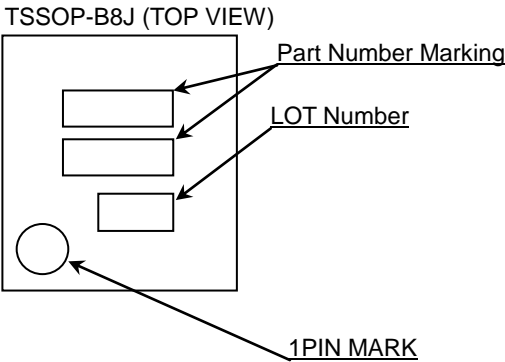 TSSOP-B8J (TOP VIEW)
Part Number Marking
LOT Number
1PIN MARK